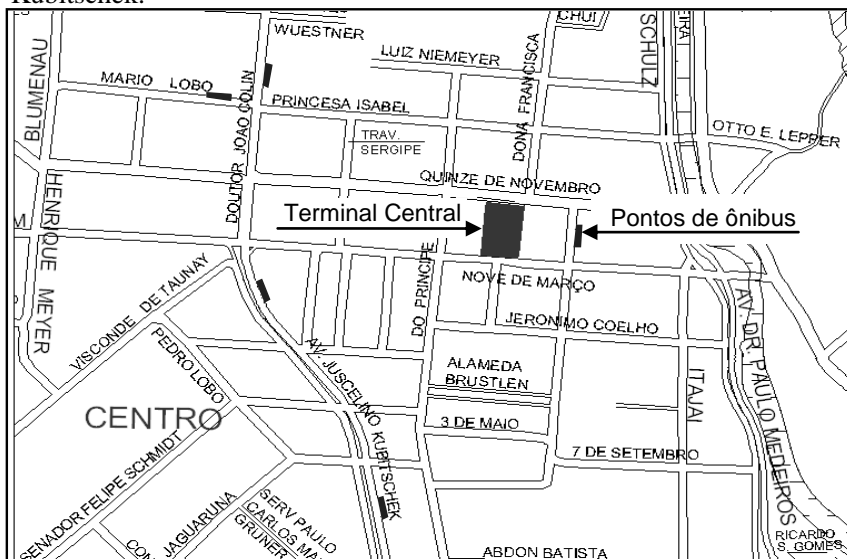 Kubitschek.
CHUI
WUESTNER
LUIZ NIEMEYER
DONA FRANCISCA
SCHULZ
EIRA
BLUMENAU
MARIO LOBO
DOUTOR JOAO COLIN
PRINCESA ISABEL
OTTO E. LEPPER
TRAV.
SERGIPE
QUINZE DE NOVEMBRO
HENRIQUE MEYER
Terminal Central
Pontos de ônibus
M
VISCONDE DE TAUNAY
DO PRINCIPE
NOVE DE MARÇO
JERONIMO COELHO
AV. DR. PAULO MEDEIROS
AV. JUSCELINO KUBITSCHEK
PEDRO LOBO
ALAMEDA
BRUSTLEN
ITAJAI
CENTRO
3 DE MAIO
7 DE SETEMBRO
SENADOR FELIPE SCHMIDT
JAGUARUNA
SERV PAULO
CARLOS MA
GRUNER
CON
ABDON BATISTA
RICARDO
S. GOMES